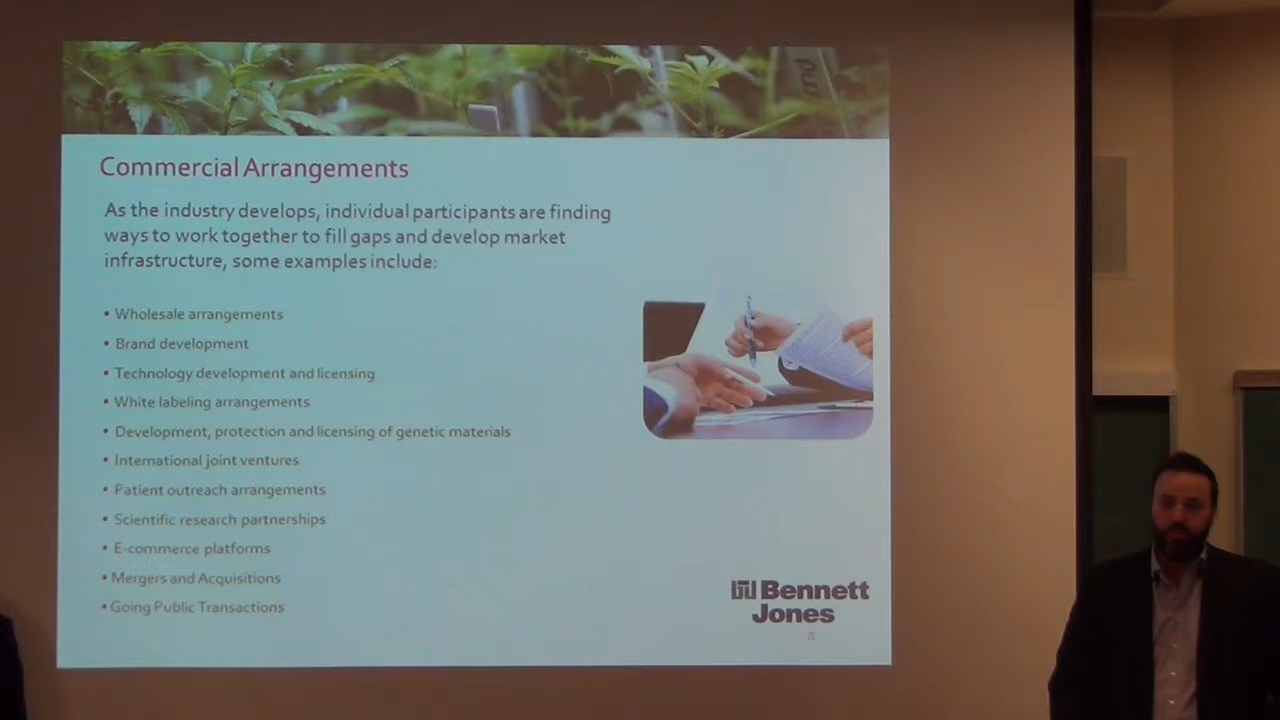 Commercial Arrangements
As the industry develops, individual participants are finding
ways to work together to fill gaps and develop market
infrastructure, some examples include:
• Wholesale arrangements
• Brand development
• Technology development and licensing
• White labeling arrangements
• Development, protection and licensing of genetic materials
• International joint ventures
• Patient outreach arrangements
• Scientific research partnerships
• E-commerce platforms
• Mergers and Acquisitions
• Going Public Transactions
Bennett
Jones
8